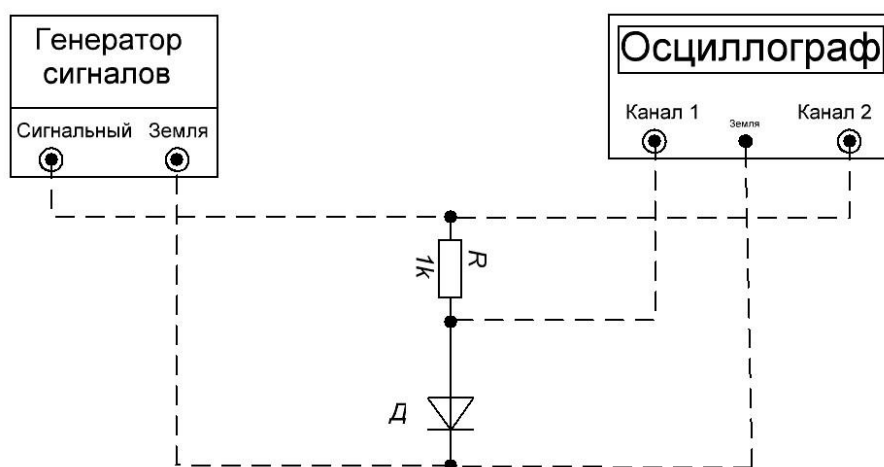 Генератор
сигналов
Сигнальный Земля
Осциллограф
Канал 1
Земля
Канал 2
R
1k
Д